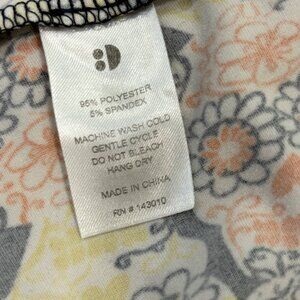 95% POLYESTER
5% SPANDEX
MACHINE WASH COLD
GENTLE CYCLE
DO NOT BLEACH
HANG DRY
MADE IN CHINA
RN # 143010